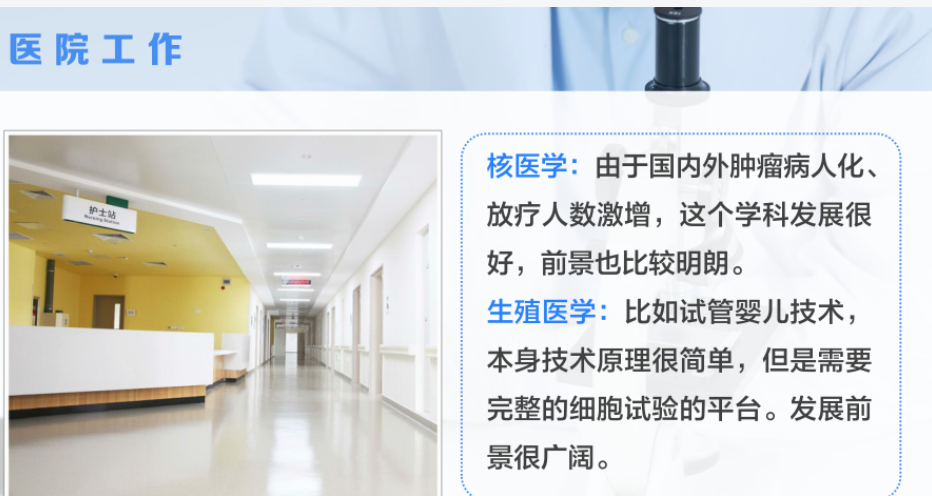 医院工作
护士站
Nursing Station
核医学：由于国内外肿瘤病人化、
放疗人数激增，这个学科发展很
好，前景也比较明朗。
生殖医学：比如试管婴儿技术，
本身技术原理很简单，但是需要
完整的细胞试验的平台。发展前
景很广阔。